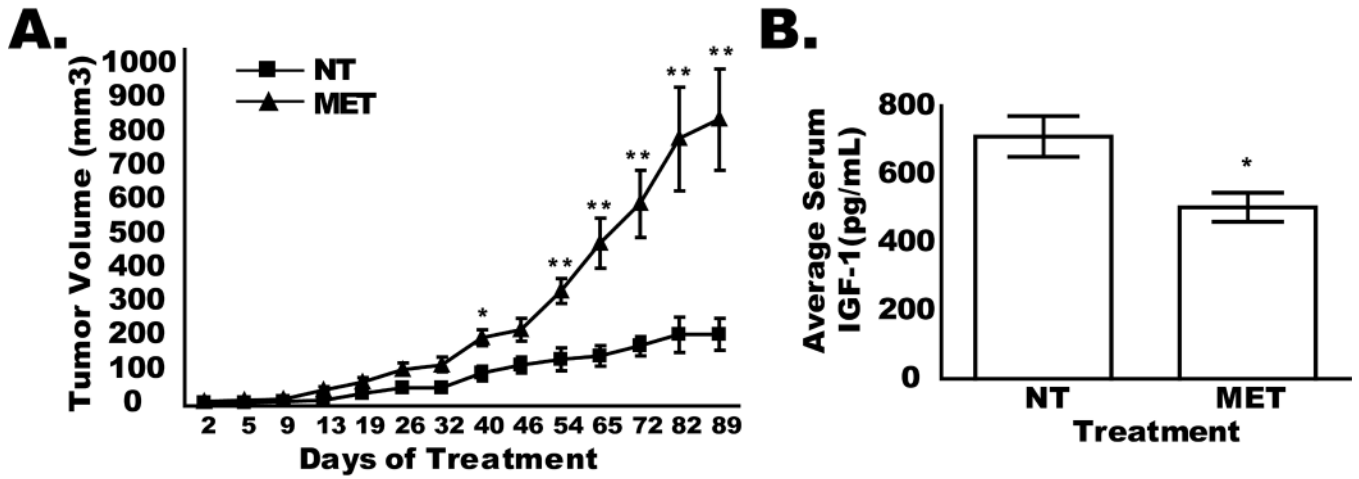 A.
Tumor Volume (mm3)
1000
900
800
700
600
500
400
300
200
100
0
NT
MET
*
**
**
**
**
**
2 5 9 13 19 26 32 40 46 54 65 72 82 89
Days of Treatment
B.
Average Serum
IGF-1(pg/mL)
800
600
400
200
0
*
NT MET
Treatment